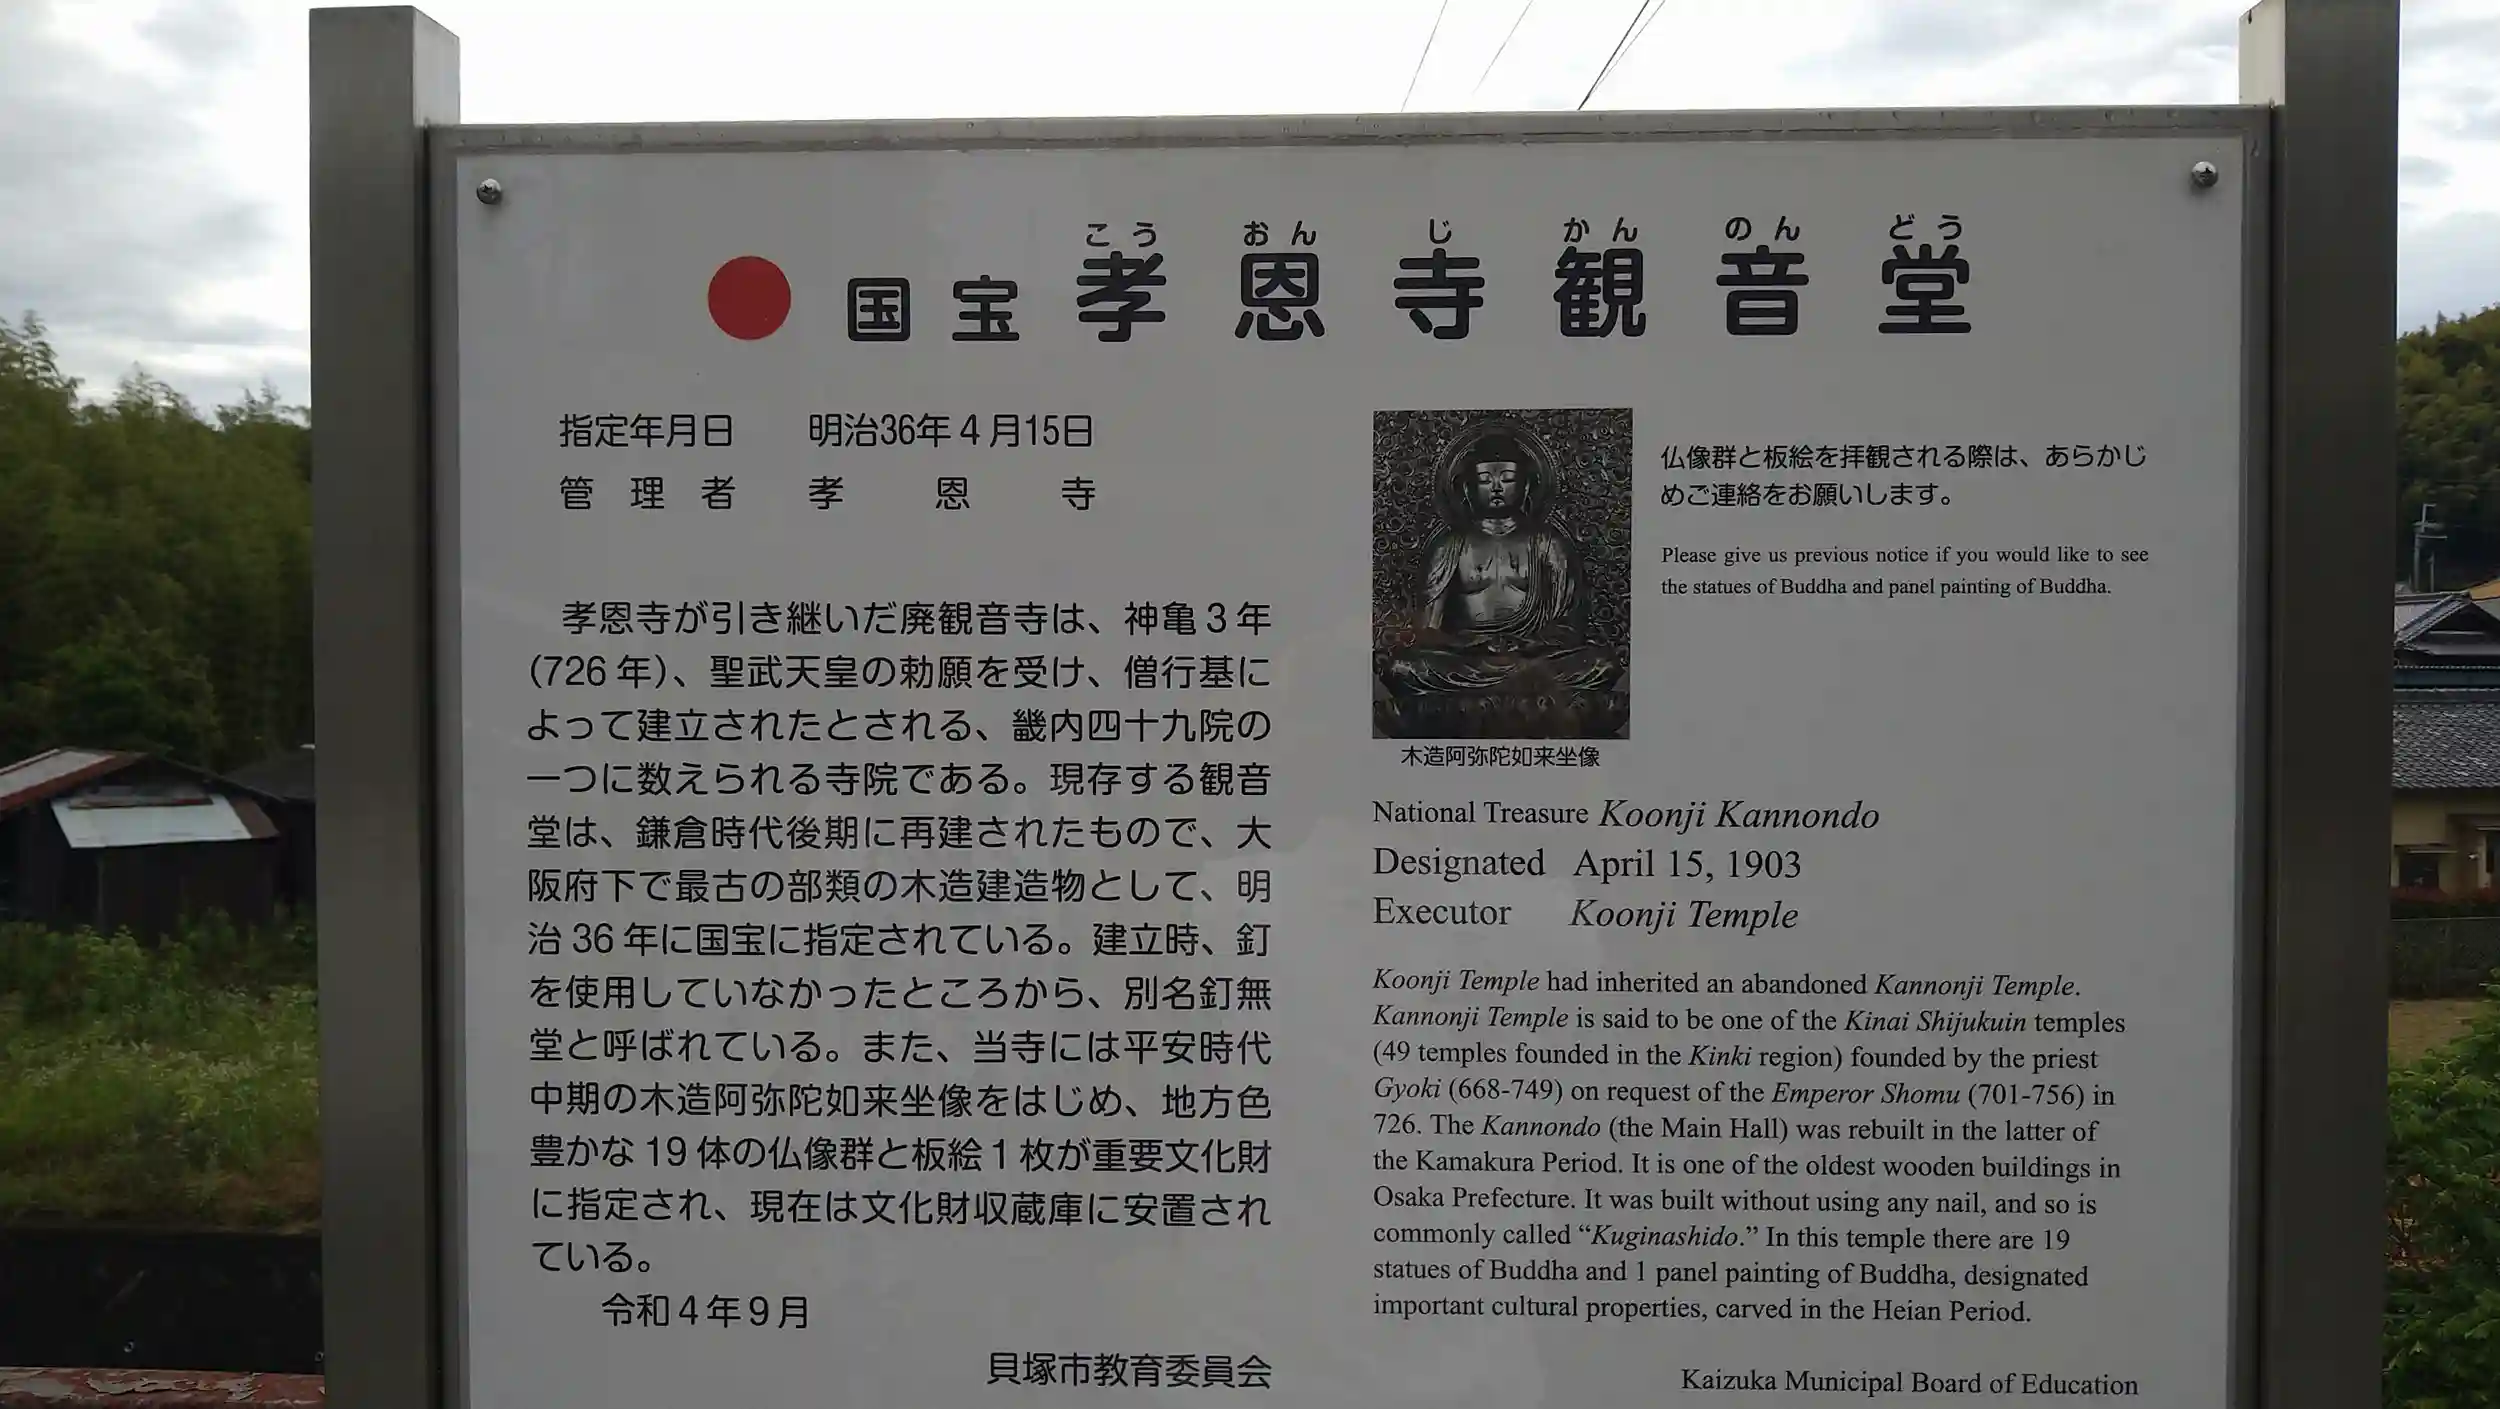 こう おん じ かん のん どう
国宝 孝恩寺観音堂
指定年月日 明治36年4月15日
管理者 孝恩寺
孝恩寺が引き継いだ廃観音寺は、神亀3年
(726年)、聖武天皇の勅願を受け、僧行基に
よって建立されたとされる、畿内四十九院の
一つに数えられる寺院である。現存する観音
堂は、鎌倉時代後期に再建されたもので、大
阪府下で最古の部類の木造建造物として、明
治36年に国宝に指定されている。建立時、釘
を使用していなかったところから、別名釘無
堂と呼ばれている。また、当寺には平安時代
中期の木造阿弥陀如来坐像をはじめ、地方色
豊かな19体の仏像群と板絵1枚が重要文化財
に指定され、現在は文化財収蔵庫に安置され
ている。
令和4年9月
貝塚市教育委員会
仏像群と板絵を拝観される際は、あらかじ
めご連絡をお願いします。
Please give us previous notice if you would like to see
the statues of Buddha and panel painting of Buddha.
木造阿弥陀如来坐像
National Treasure Koonji Kannondo
Designated April 15, 1903
Executor Koonji Temple
Koonji Temple had inherited an abandoned Kannonji Temple.
Kannonji Temple is said to be one of the Kinai Shijukuin temples
(49 temples founded in the Kinki region) founded by the priest
Gyoki (668-749) on request of the Emperor Shomu (701-756) in
726. The Kannondo (the Main Hall) was rebuilt in the latter of
the Kamakura Period. It is one of the oldest wooden buildings in
Osaka Prefecture. It was built without using any nail, and so is
commonly called “Kuginashido.” In this temple there are 19
statues of Buddha and 1 panel painting of Buddha, designated
important cultural properties, carved in the Heian Period.
Kaizuka Municipal Board of Education